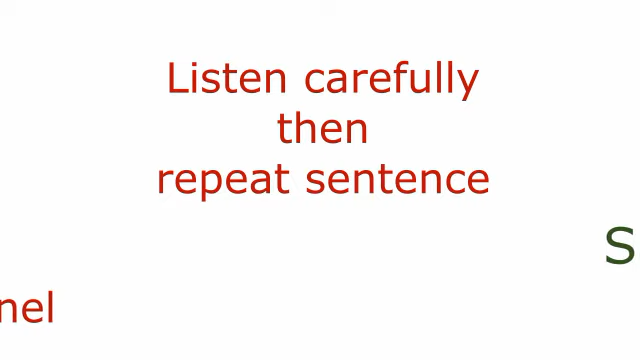 Listen carefully
then
repeat sentence
S
nel